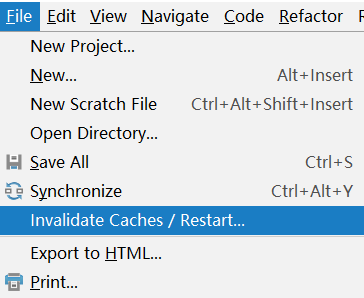 File Edit View Navigate Code Refactor
New Project...
New... Alt+Insert
New Scratch File Ctrl+Alt+Shift+Insert
Open Directory...
Save All Ctrl+S
Synchronize Ctrl+Alt+Y
Invalidate Caches / Restart...
Export to HTML...
Print...